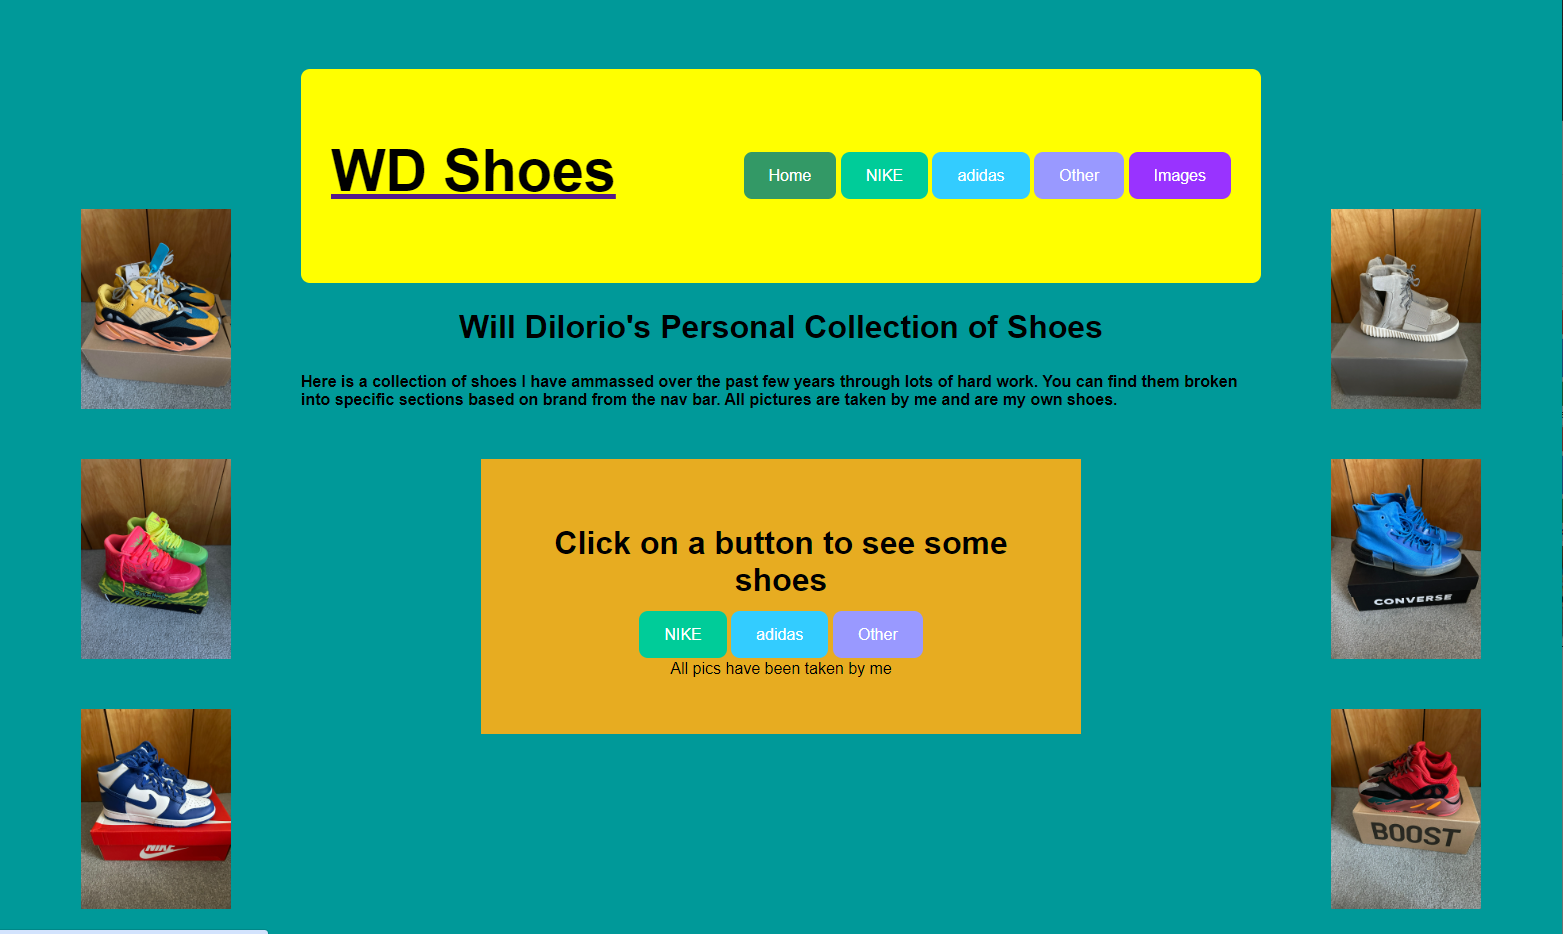 WD Shoes
Home NIKE adidas Other Images
Will DiIorio's Personal Collection of Shoes
Here is a collection of shoes I have ammassed over the past few years through lots of hard work. You can find them broken
into specific sections based on brand from the nav bar. All pictures are taken by me and are my own shoes.
Click on a button to see some
shoes
NIKE adidas Other
All pics have been taken by me
CONVERSE
NIKE
BOOST